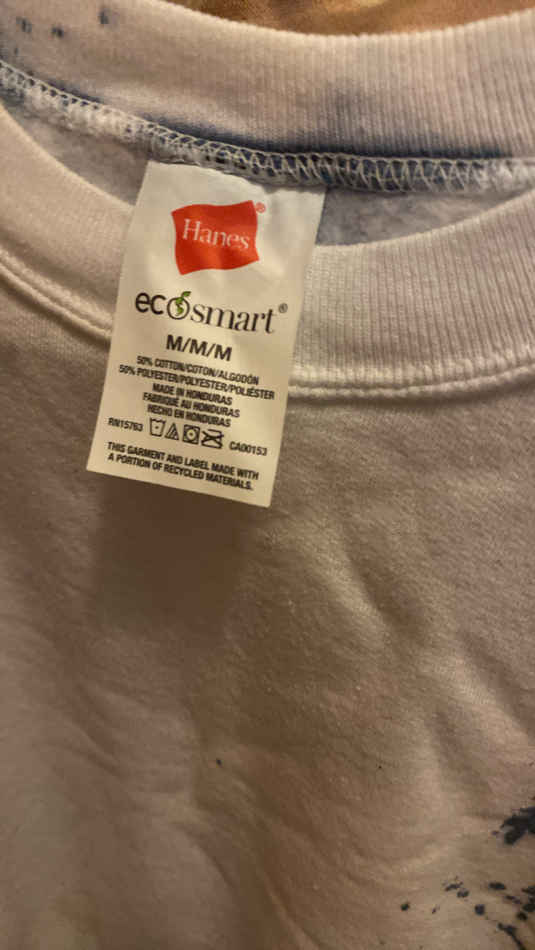 Hanes®
ecosmart®
M/M/M
50% COTTON/COTON/ALGODÓN
50% POLYESTER/POLYESTER/POLIÉSTER
MADE IN HONDURAS
FABRIQUÉ AU HONDURAS
HECHO EN HONDURAS
RN15763 CA00153
THIS GARMENT AND LABEL MADE WITH
A PORTION OF RECYCLED MATERIALS.